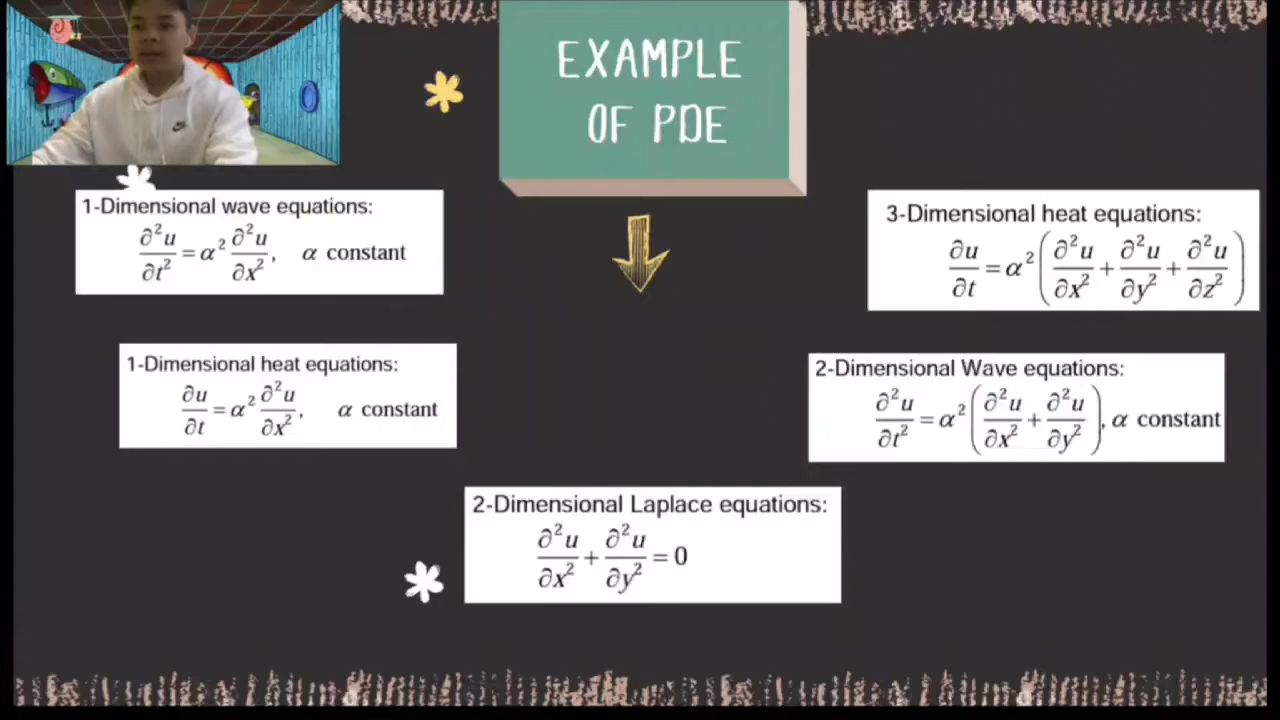 EXAMPLE
OF PDE
1-Dimensional wave equations:
∂²u/∂t² = α² ∂²u/∂x², α constant
1-Dimensional heat equations:
∂u/∂t = α² ∂²u/∂x², α constant
3-Dimensional heat equations:
∂u/∂t = α² (∂²u/∂x² + ∂²u/∂y² + ∂²u/∂z²)
2-Dimensional Wave equations:
∂²u/∂t² = α² (∂²u/∂x² + ∂²u/∂y²), α constant
2-Dimensional Laplace equations:
∂²u/∂x² + ∂²u/∂y² = 0